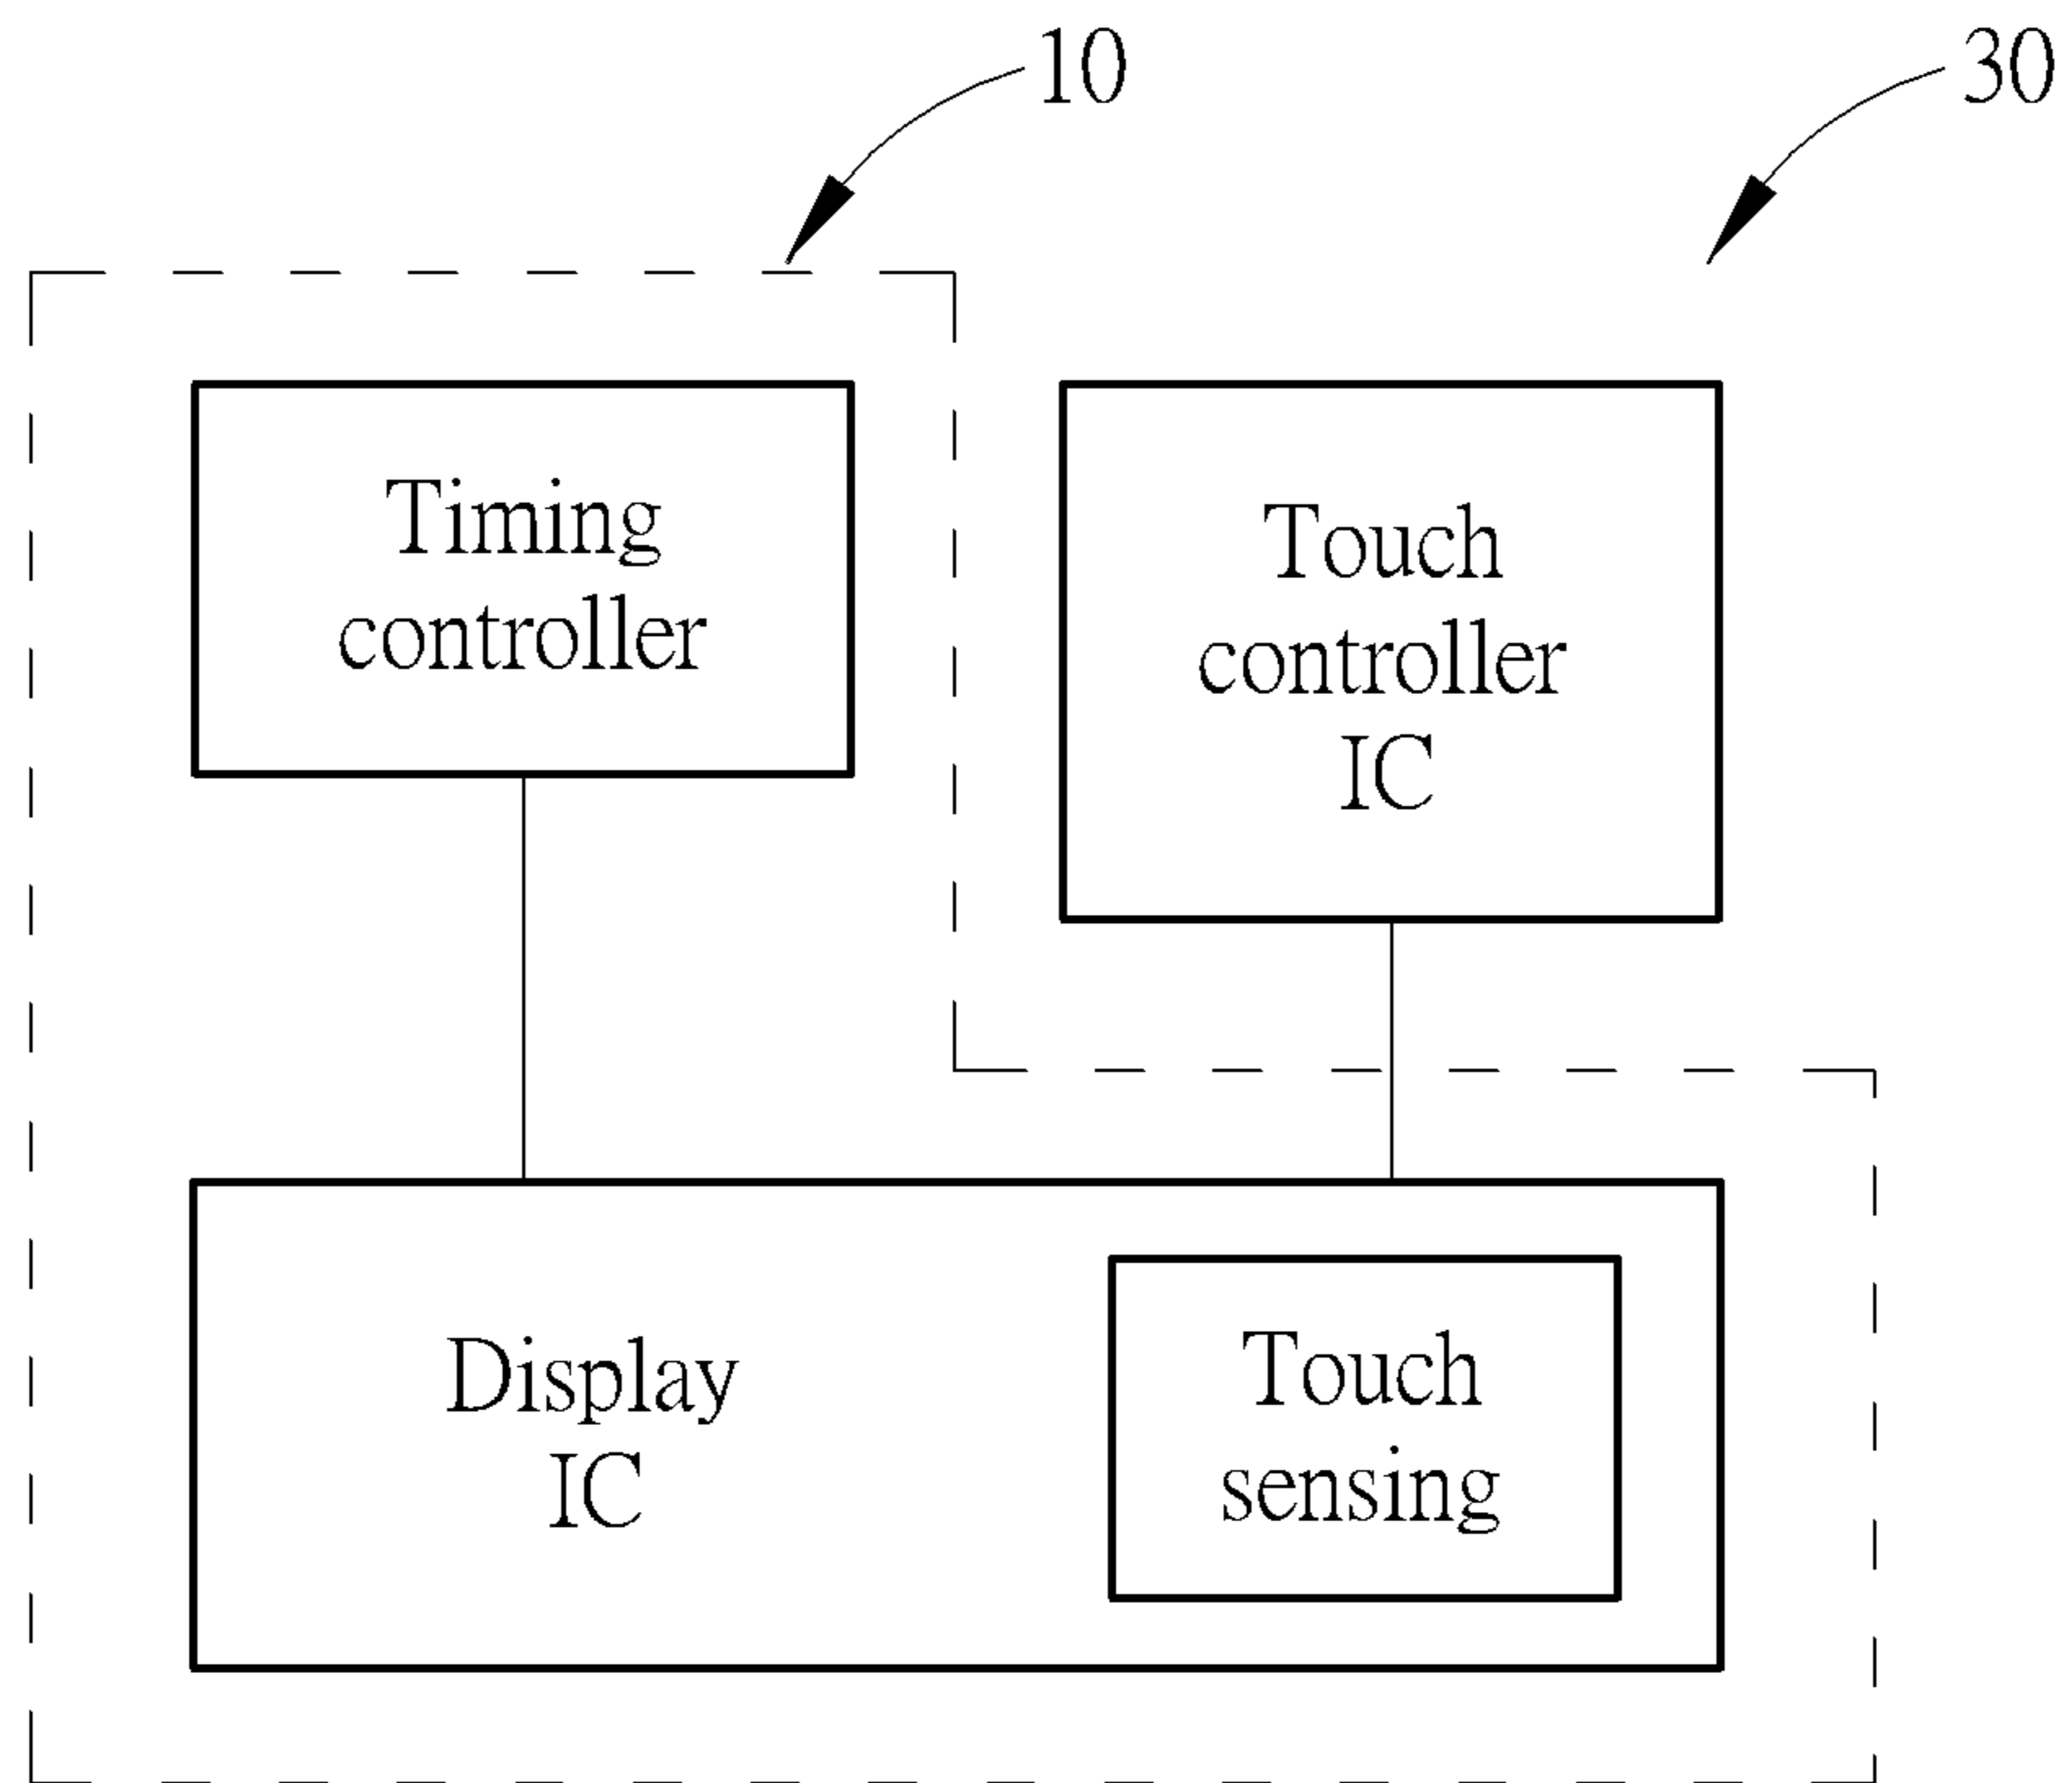 10
30
Timing
controller
Touch
controller
IC
Display
IC
Touch
sensing